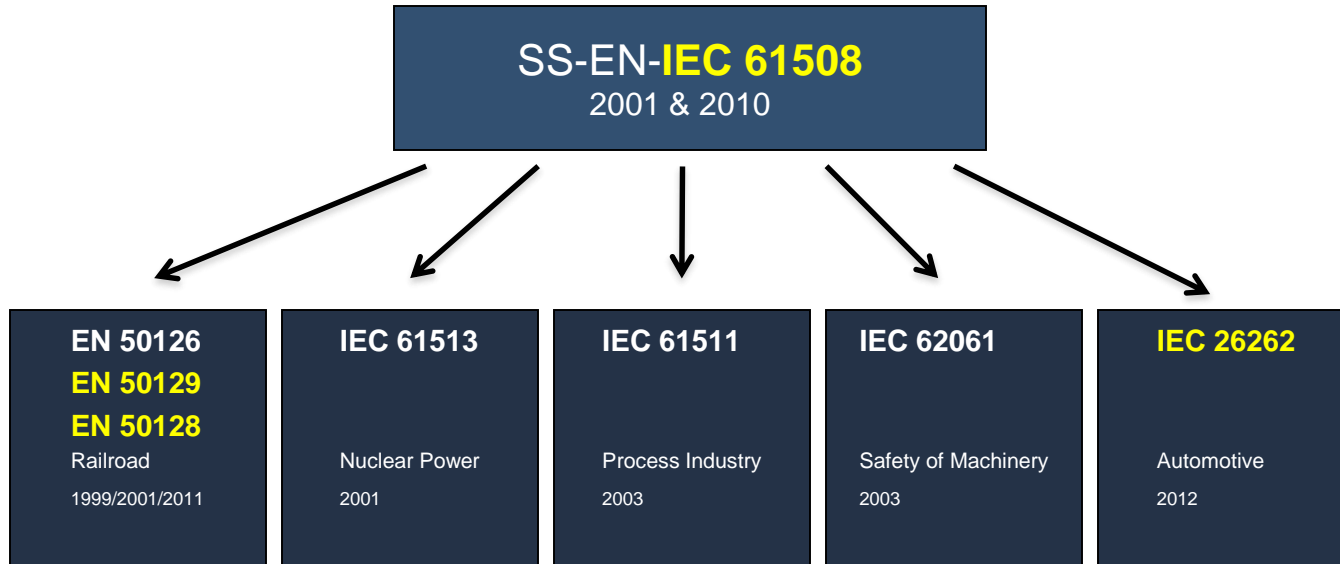 SS-EN-IEC 61508
2001 & 2010
EN 50126
EN 50129
EN 50128
Railroad
1999/2001/2011
IEC 61513
Nuclear Power
2001
IEC 61511
Process Industry
2003
IEC 62061
Safety of Machinery
2003
IEC 26262
Automotive
2012